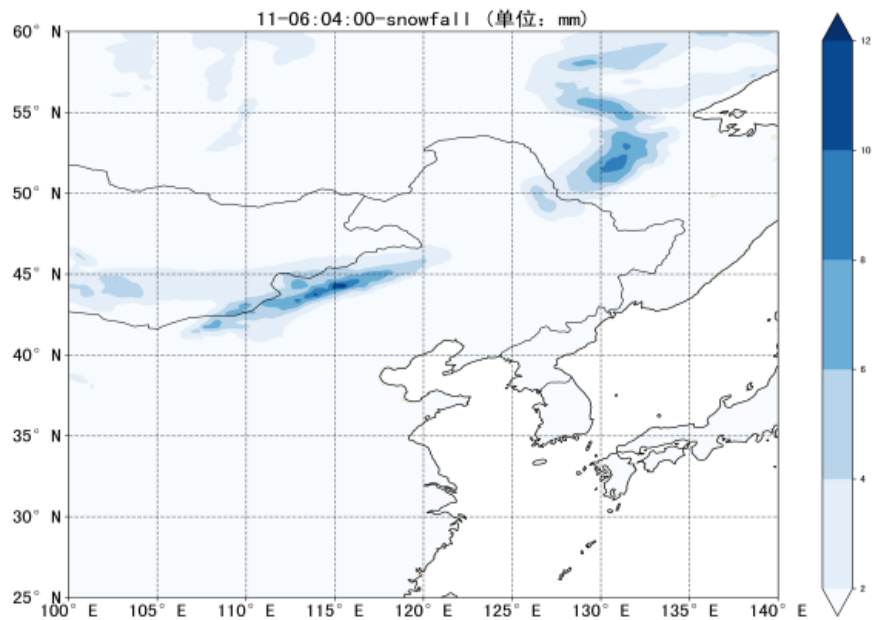 11-06:04:00-snowfall (单位: mm)
60° N
55° N
50° N
45° N
40° N
35° N
30° N
25° N
100° E 105° E 110° E 115° E 120° E 125° E 130° E 135° E 140° E
12
10
8
6
4
2